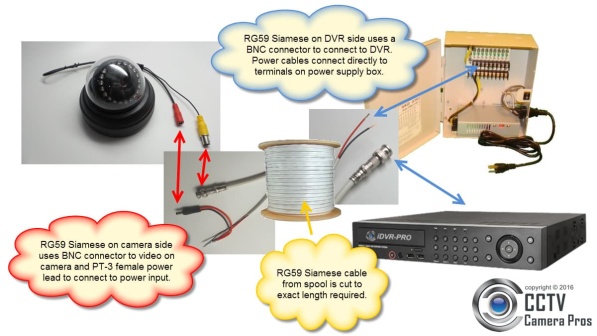 RG59 Siamese on DVR side uses a
BNC connector to connect to DVR.
Power cables connect directly to
terminals on power supply box.
RG59 Siamese on camera side
uses BNC connector to video on
camera and PT-3 female power
lead to connect to power input.
RG59 Siamese cable
from spool is cut to
exact length required.
iDVR-PRO
copyright © 2016
CCTV
Camera Pros